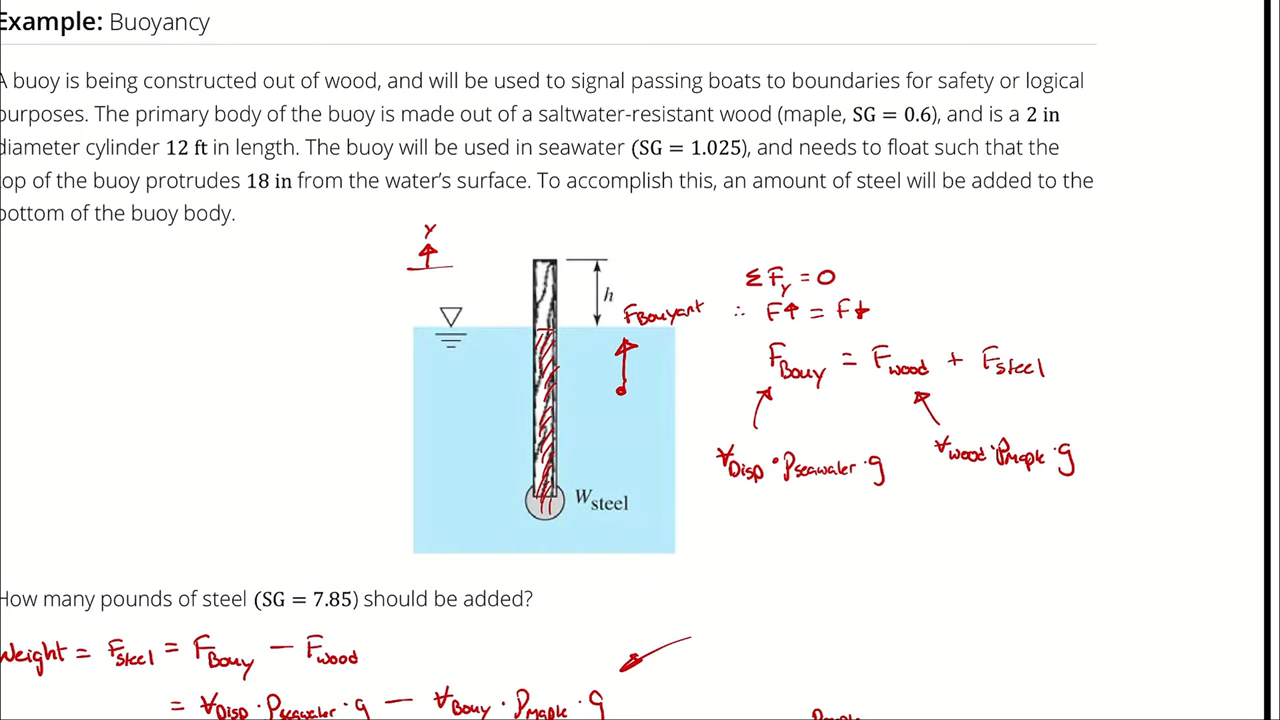 Example: Buoyancy
A buoy is being constructed out of wood, and will be used to signal passing boats to boundaries for safety or logical
purposes. The primary body of the buoy is made out of a saltwater-resistant wood (maple, SG = 0.6), and is a 2 in
diameter cylinder 12 ft in length. The buoy will be used in seawater (SG = 1.025), and needs to float such that the
top of the buoy protrudes 18 in from the water's surface. To accomplish this, an amount of steel will be added to the
bottom of the buoy body.
Y
h
F_Bouyant
W_steel
ΣF_y = 0
∴ F↑ = F↓
F_Bouy = F_wood + F_steel
V_Disp · ρ_seawater · g
V_wood · ρ_maple · g
How many pounds of steel (SG = 7.85) should be added?
Weight = F_steel = F_Bouy − F_wood
= V_Disp · ρ_seawater · g − V_Bouy · ρ_maple · g